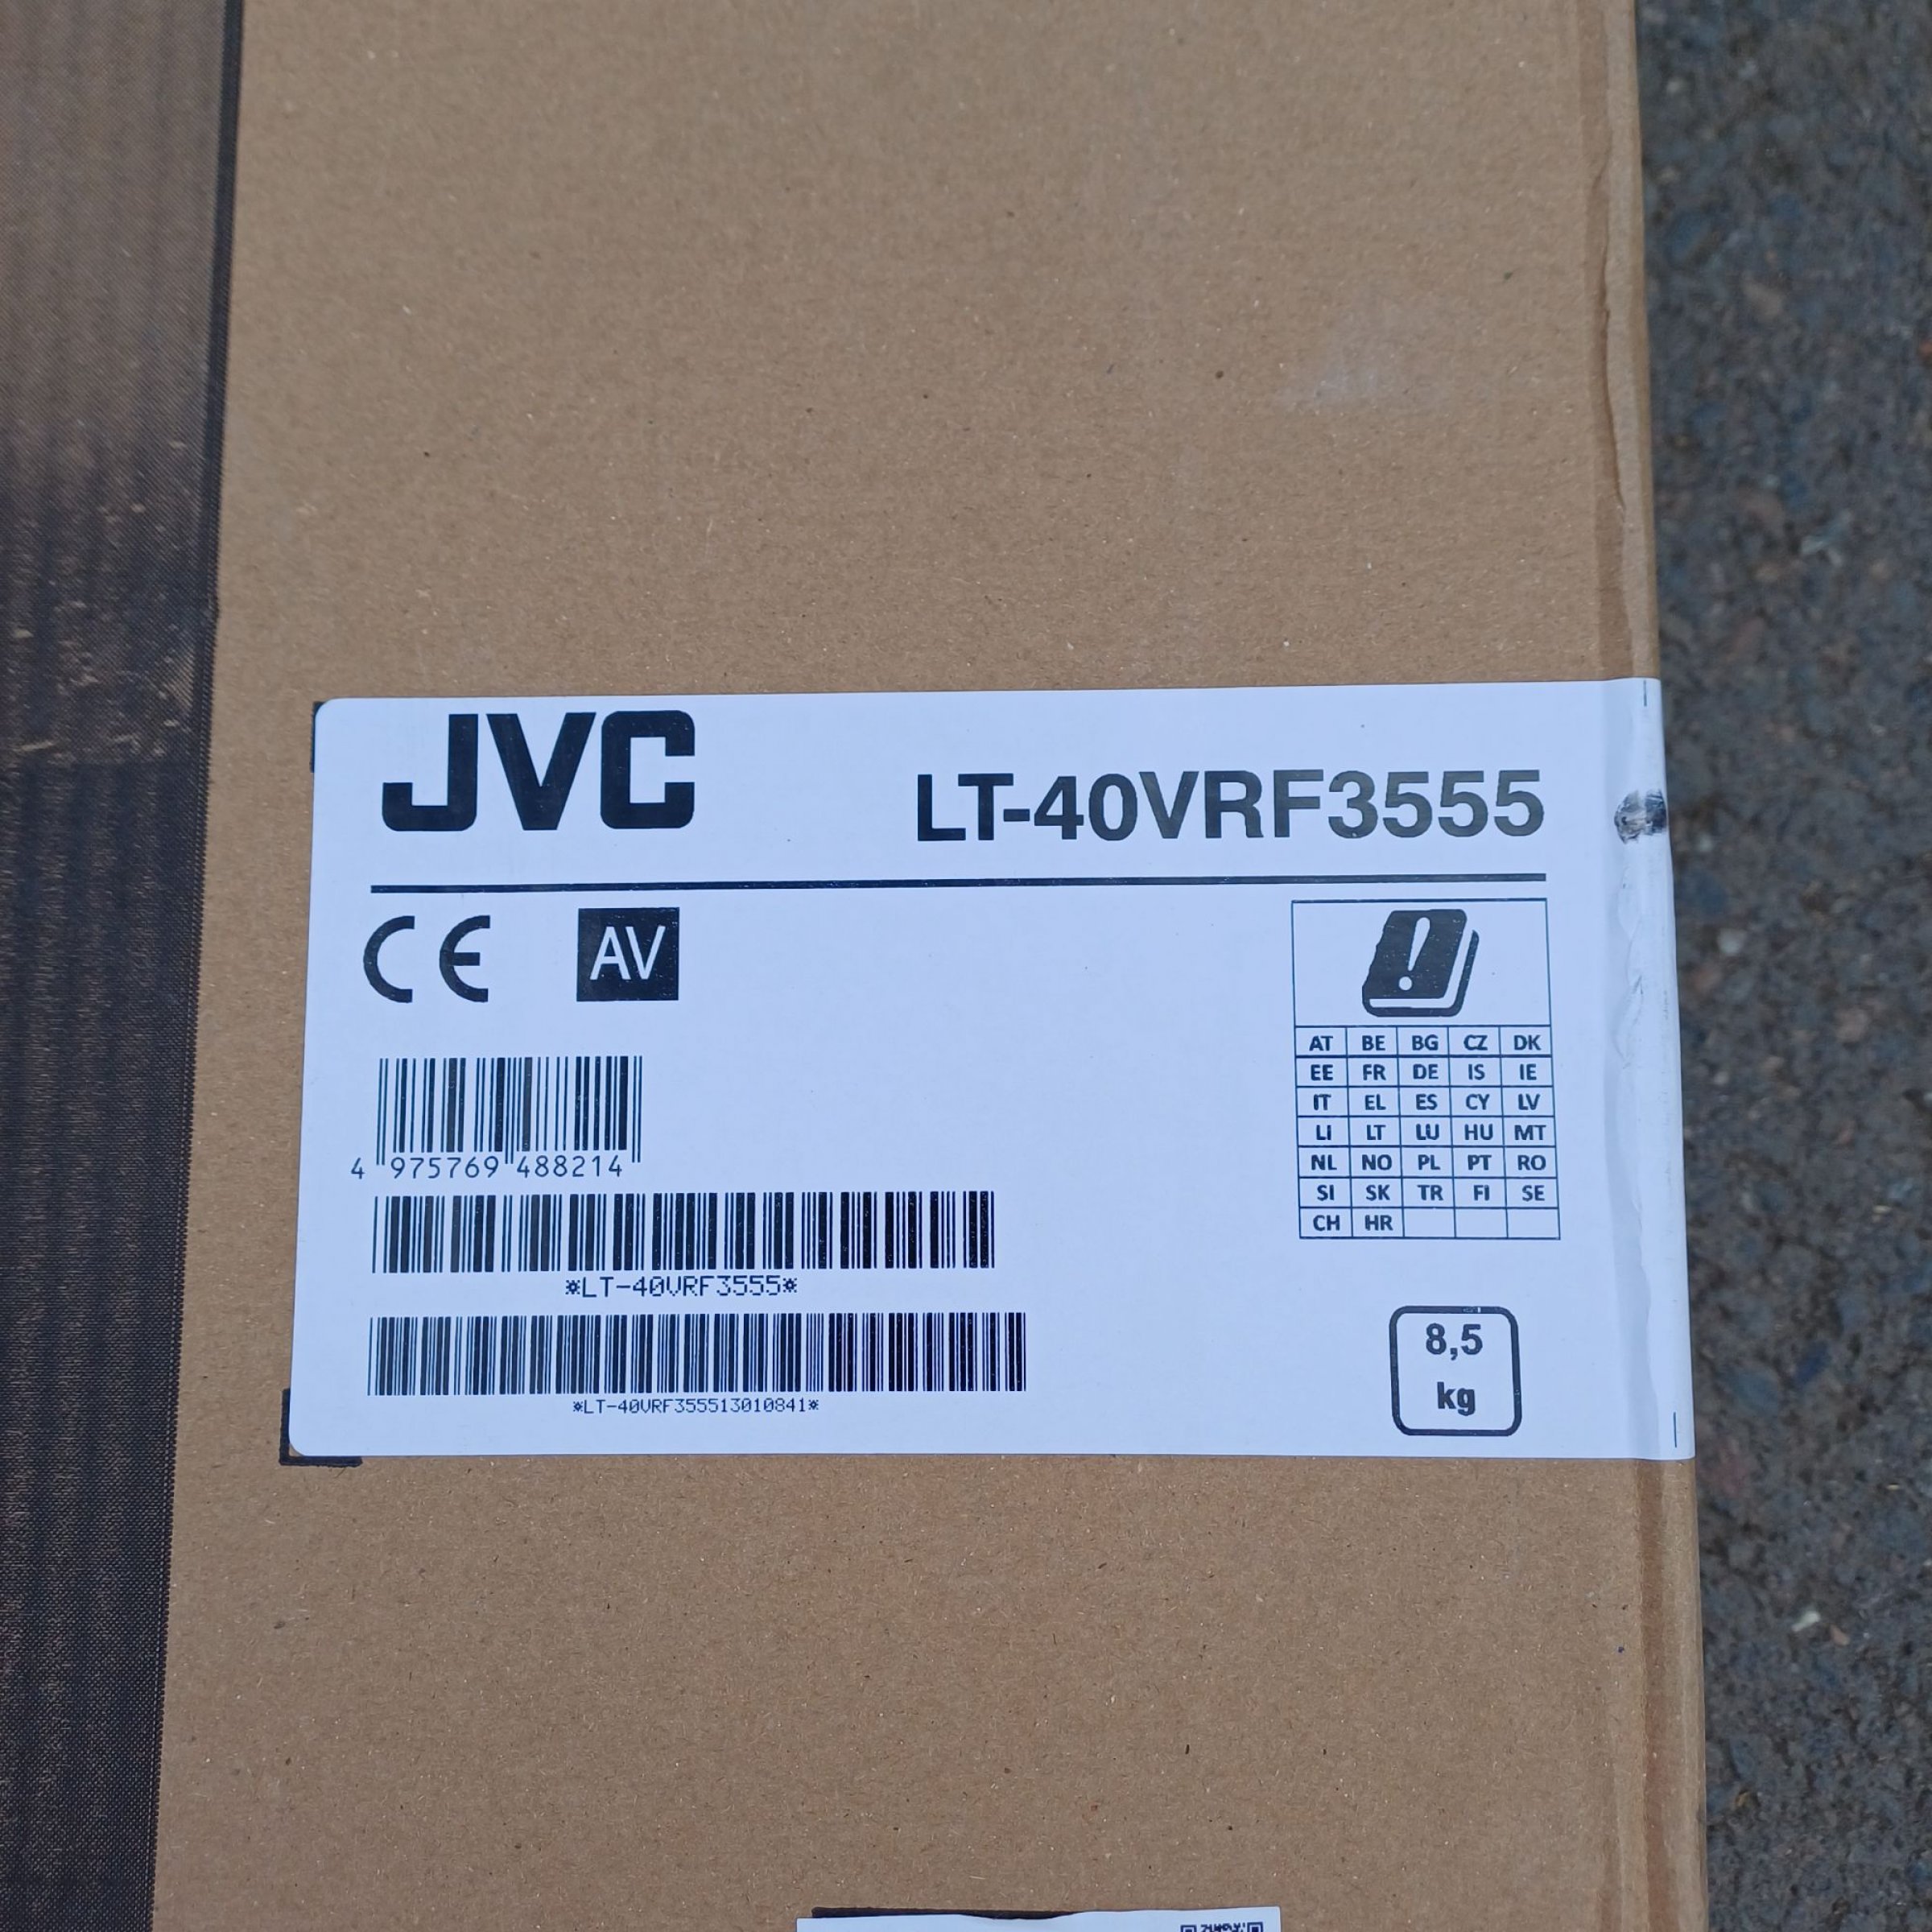 JVC
LT-40VRF3555
CE AV
AT BE BG CZ DK
EE FR DE IS IE
IT EL ES CY LV
LI LT LU HU MT
NL NO PL PT RO
SI SK TR FI SE
CH HR
4 975769 488214
*LT-40VRF3555*
*LT-40VRF355513010841*
8,5
kg